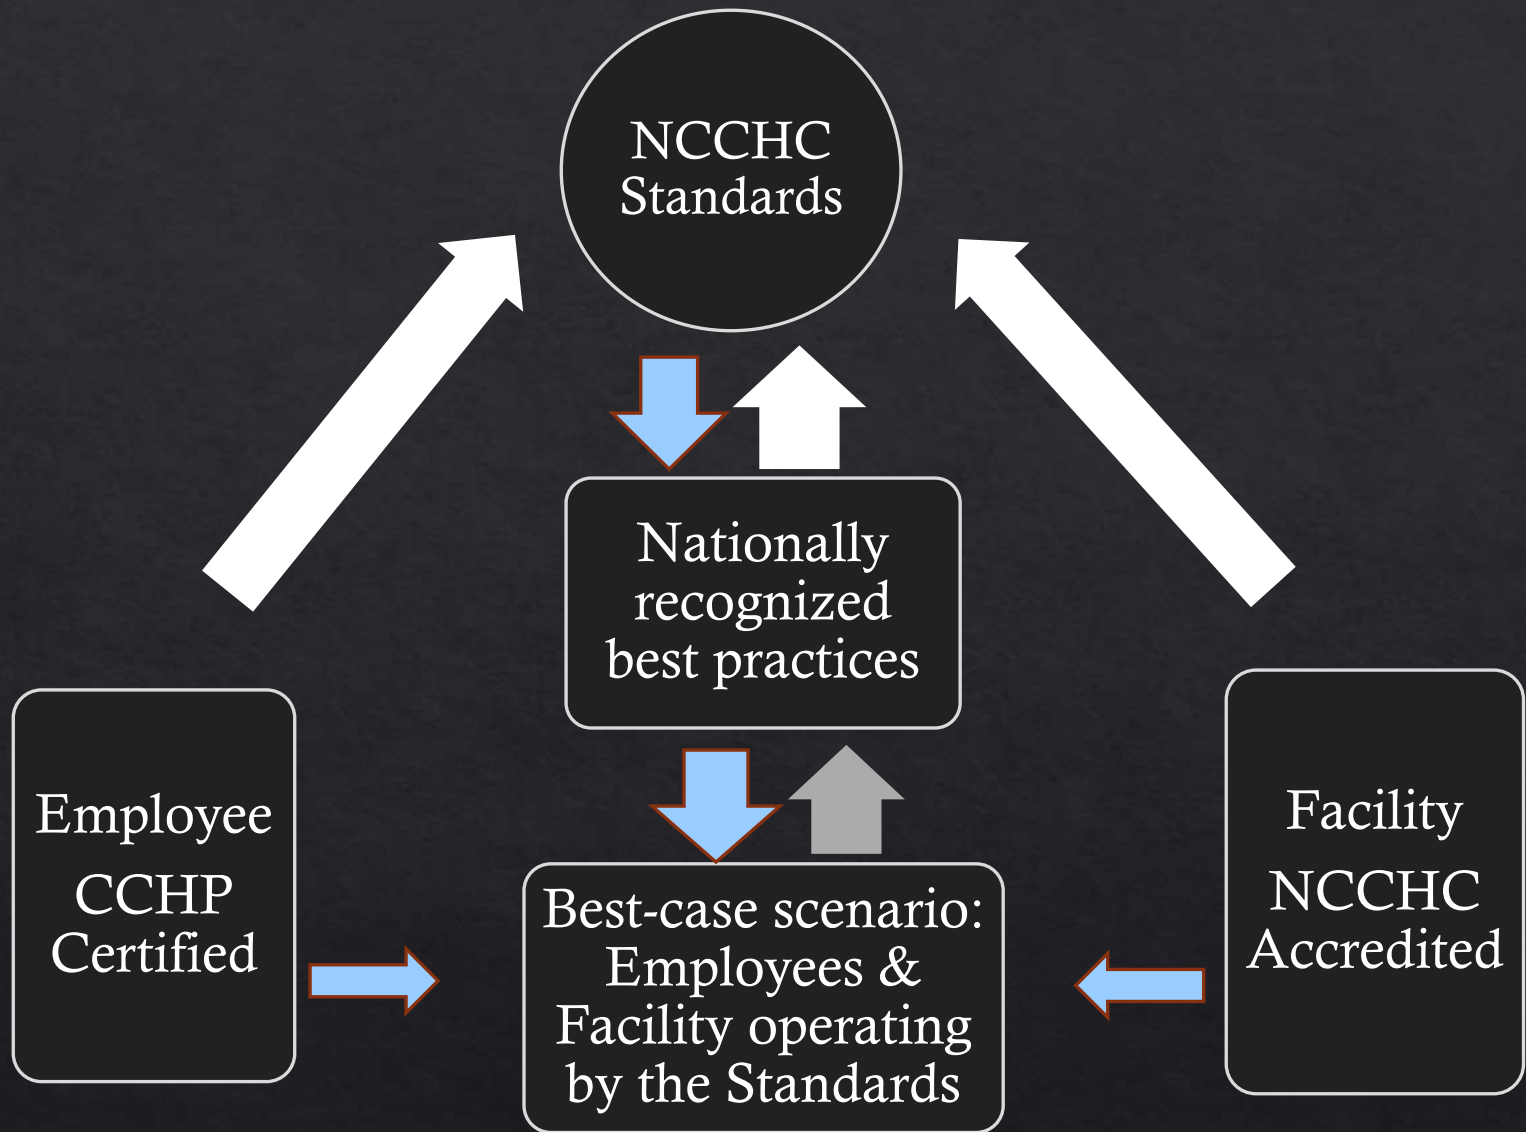 NCCHC
Standards
Nationally
recognized
best practices
Employee
CCHP
Certified
Best-case scenario:
Employees &
Facility operating
by the Standards
Facility
NCCHC
Accredited